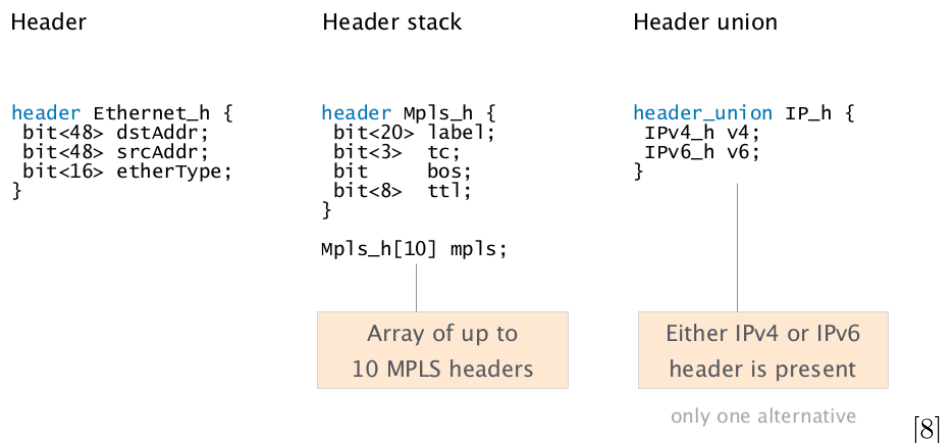 Header
header Ethernet_h {
 bit<48> dstAddr;
 bit<48> srcAddr;
 bit<16> etherType;
}
Header stack
header Mpls_h {
 bit<20> label;
 bit<3>  tc;
 bit     bos;
 bit<8>  ttl;
}
Mpls_h[10] mpls;
Array of up to
10 MPLS headers
Header union
header_union IP_h {
 IPv4_h v4;
 IPv6_h v6;
}
Either IPv4 or IPv6
header is present
only one alternative
[8]